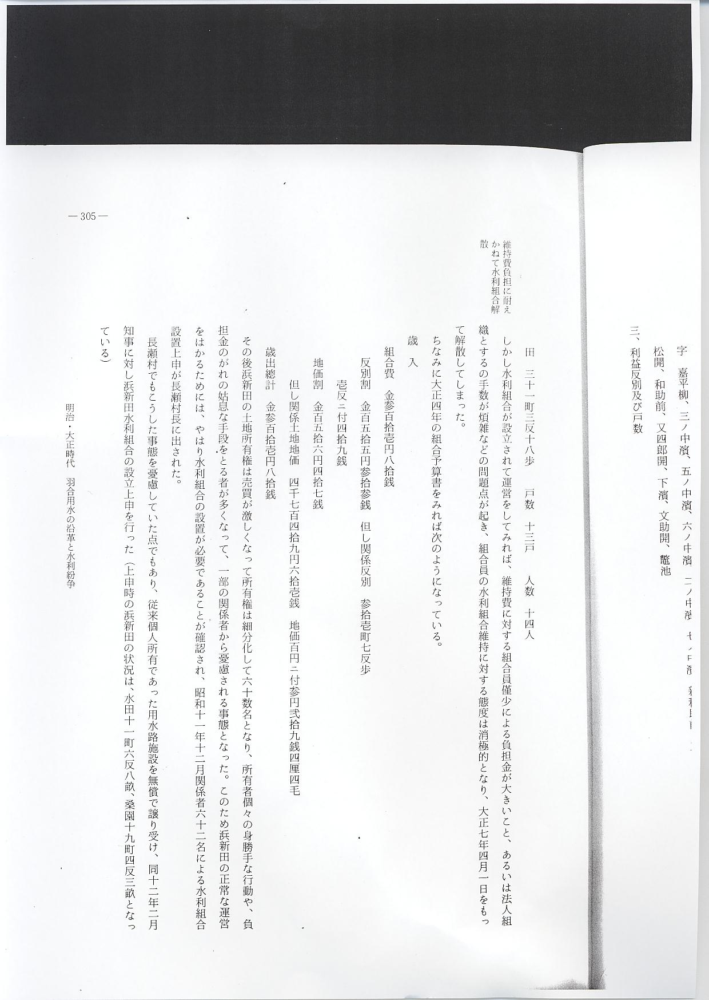 字　嘉平柳、三ノ中濱、五ノ中濱、六ノ中濱
松開、和助前、又四郎開、下濱、文助開、鼈池
三、利益反別及び戸数
田　三十一町三反十八歩　戸数　十三戸　人数　十四人
維持費負担に耐え
かねて水利組合解
散
しかし水利組合が設立されて運営をしてみれば、維持費に対する組合員僅少による負担金が大きいこと、あるいは法人組
織とするの手数が煩雑などの問題点が起き、組合員の水利組合維持に対する態度は消極的となり、大正七年四月一日をもっ
て解散してしまった。
ちなみに大正四年の組合予算書をみれば次のようになっている。
歳　入
組合費　金参百拾壱円八拾銭
反別割　金百五拾五円参拾参銭　但し関係反別　参拾壱町七反歩
壱反ニ付四拾九銭
地価割　金百五拾六円四拾七銭
但し関係土地地価　四千七百四拾九円六拾壱銭　地価百円ニ付参円弐拾九銭四厘四毛
歳出總計　金参百拾壱円八拾銭
その後浜新田の土地所有権は売買が激しくなって所有権は細分化して六十数名となり、所有者個々の身勝手な行動や、負
担金のがれの姑息な手段をとる者が多くなって、一部の関係者から憂慮される事態となった。このため浜新田の正常な運営
をはかるためには、やはり水利組合の設置が必要であることが確認され、昭和十一年十二月関係者六十二名による水利組合
設置上申が長瀬村長に出された。
長瀬村でもこうした事態を憂慮していた点でもあり、従来個人所有であった用水路施設を無償で譲り受け、同十二年二月
知事に対し浜新田水利組合の設立上申を行った（上申時の浜新田の状況は、水田十一町六反八畝、桑園十九町四反三畝となっ
ている）
明治・大正時代　羽合用水の沿革と水利紛争
—305—